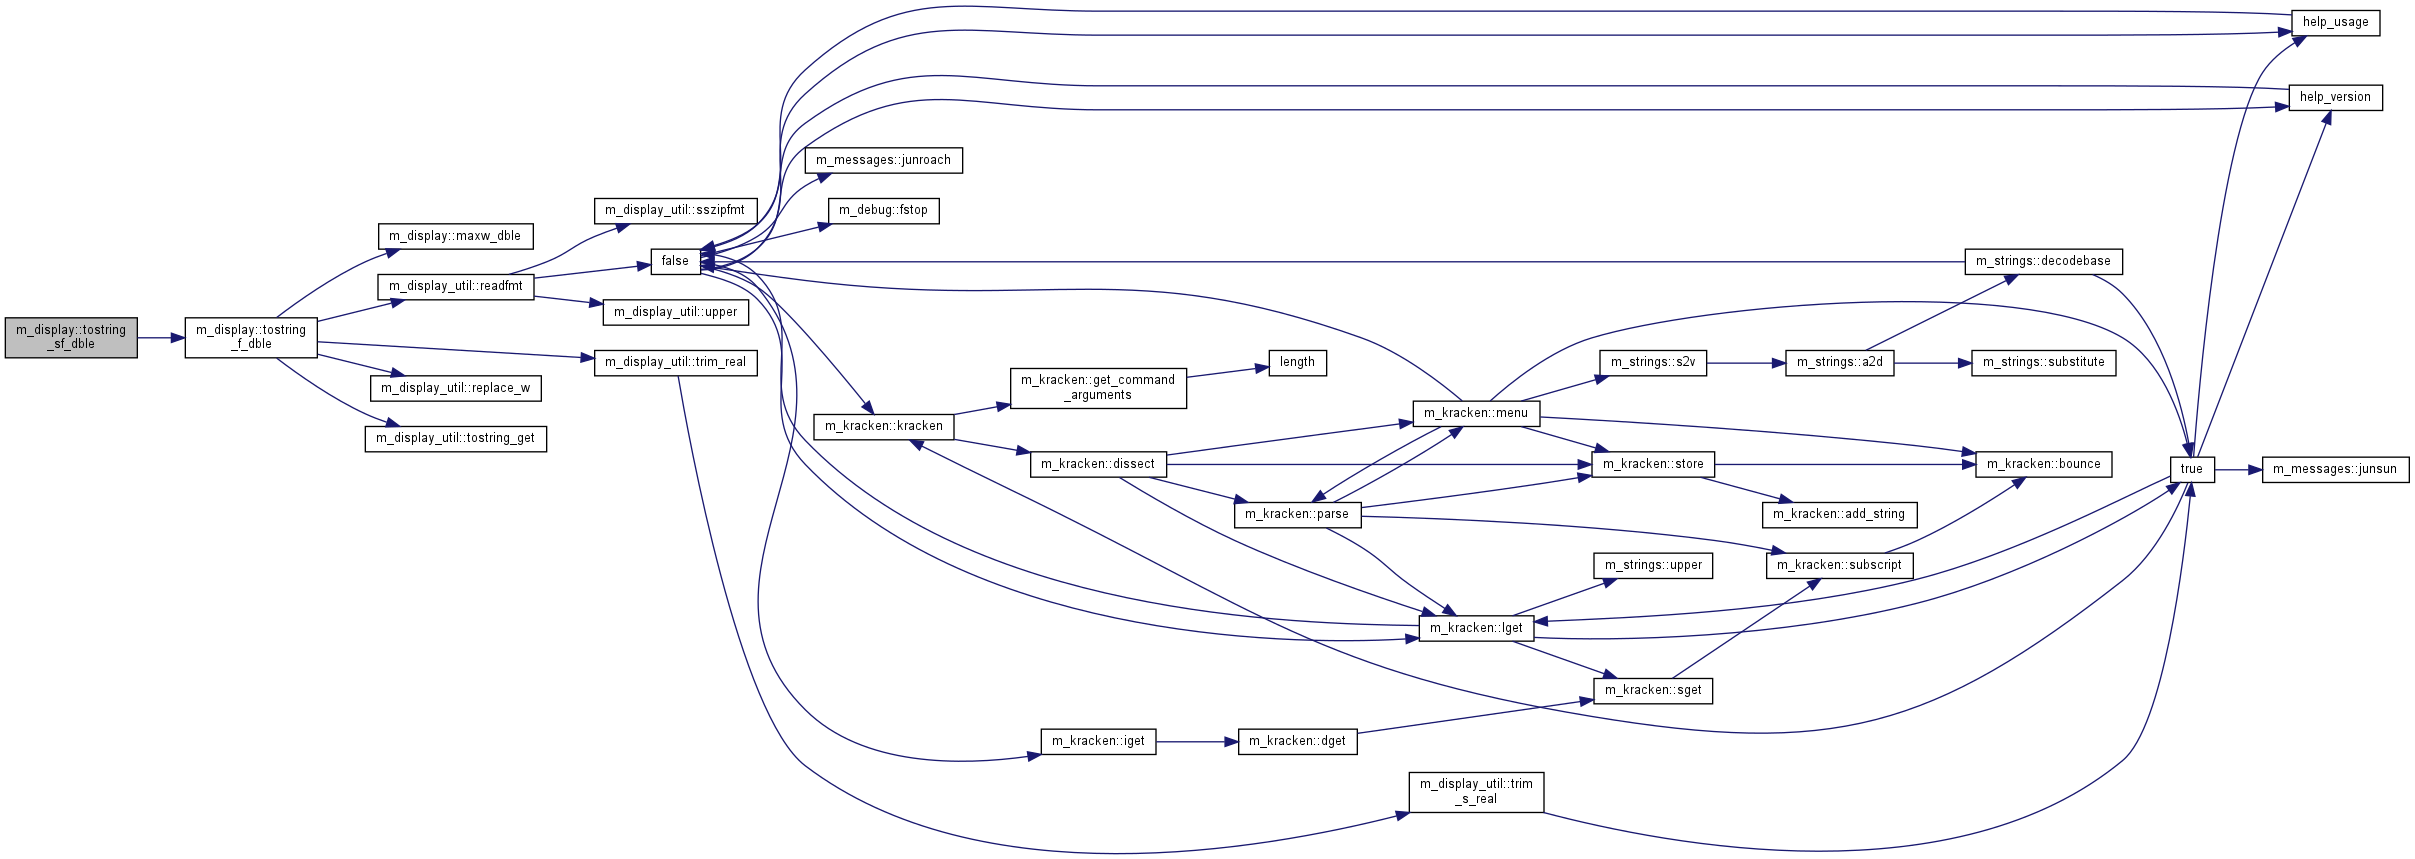 help_usage
help_version
m_messages::junroach
m_display_util::sszipfmt
m_debug::fstop
m_display::maxw_dble
false
m_strings::decodebase
m_display_util::readfmt
m_display_util::upper
m_display::tostring
_sf_dble
m_display::tostring
_f_dble
m_display_util::trim_real
length
m_strings::s2v
m_strings::a2d
m_strings::substitute
m_display_util::replace_w
m_kracken::get_command
_arguments
m_kracken::menu
m_kracken::kracken
m_display_util::tostring_get
m_kracken::dissect
m_kracken::store
m_kracken::bounce
true
m_messages::junsun
m_kracken::parse
m_kracken::add_string
m_strings::upper
m_kracken::subscript
m_kracken::lget
m_kracken::sget
m_kracken::iget
m_kracken::dget
m_display_util::trim
_s_real